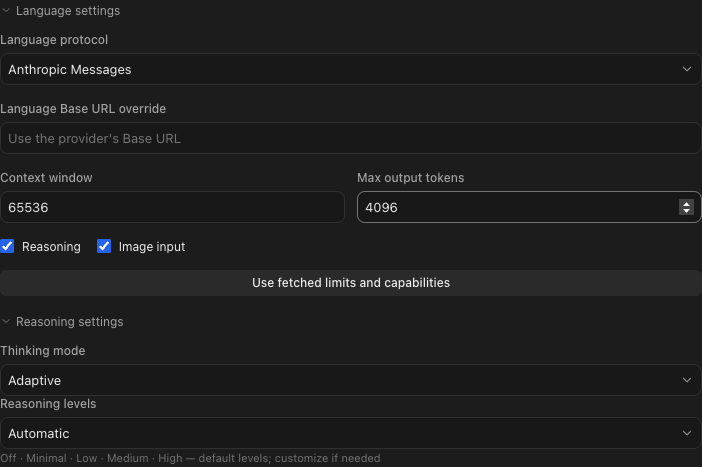 Language settings
Language protocol
Anthropic Messages
Language Base URL override
Use the provider's Base URL
Context window
Max output tokens
65536
4096
Reasoning
Image input
Use fetched limits and capabilities
Reasoning settings
Thinking mode
Adaptive
Reasoning levels
Automatic
Off · Minimal · Low · Medium · High — default levels; customize if needed